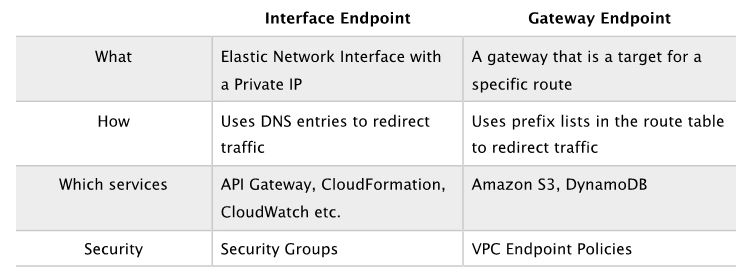 Interface Endpoint Gateway Endpoint
What Elastic Network Interface with A gateway that is a target for a
a Private IP specific route
How Uses DNS entries to redirect Uses prefix lists in the route table
traffic to redirect traffic
Which services API Gateway, CloudFormation, Amazon S3, DynamoDB
CloudWatch etc.
Security Security Groups VPC Endpoint Policies